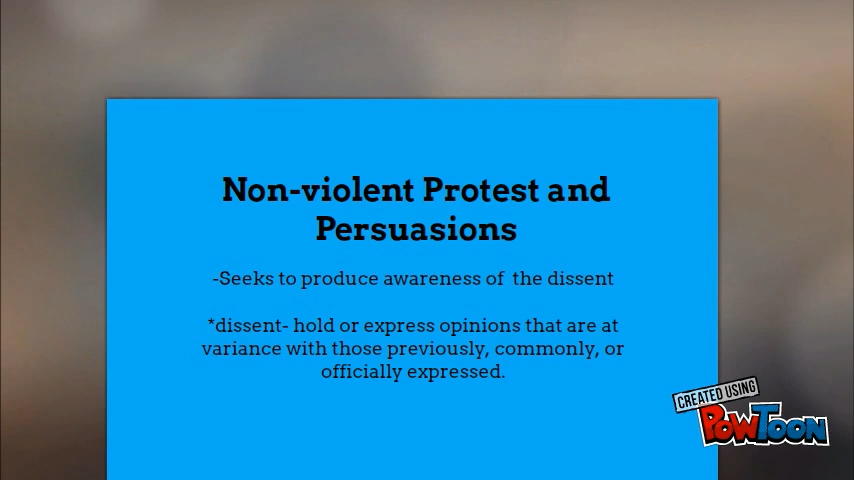 Non-violent Protest and
Persuasions
-Seeks to produce awareness of  the dissent
*dissent- hold or express opinions that are at
variance with those previously, commonly, or
officially expressed.
CREATED USING
POWTOON